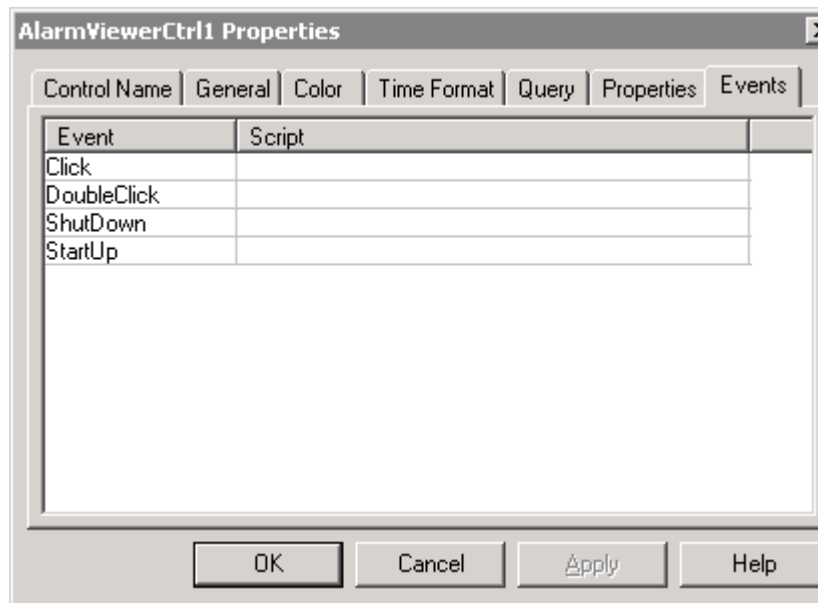 AlarmViewerCtrl1 Properties
Control Name General Color Time Format Query Properties Events
Event Script
Click
DoubleClick
ShutDown
StartUp
OK Cancel Apply Help